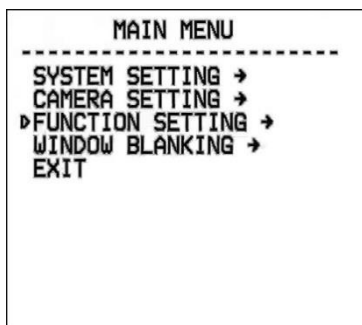 MAIN MENU
SYSTEM SETTING →
CAMERA SETTING →
FUNCTION SETTING →
WINDOW BLANKING →
EXIT